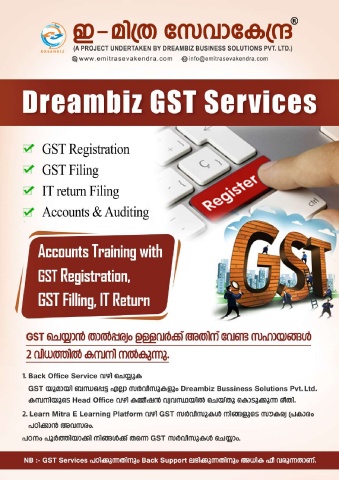 DREAMBIZ
ഇ-മിത്ര സേവാകേന്ദ്ര®
(A PROJECT UNDERTAKEN BY DREAMBIZ BUSINESS SOLUTIONS PVT. LTD.)
www.emitrasevakendra.com info@emitrasevakendra.com
Dreambiz GST Services
GST Registration
GST Filing
IT return Filing
Accounts & Auditing
Register
GST
Accounts Training with
GST Registration,
GST Filling, IT Return
GST ചെയ്യാൻ താൽപ്പര്യം ഉള്ളവർക്ക് അതിന് വേണ്ട സഹായങ്ങൾ
2 വിധത്തിൽ കമ്പനി നൽകുന്നു.
1. Back Office Service വഴി ചെയ്യുക
GST യുമായി ബന്ധപ്പെട്ട എല്ലാ സർവീസുകളും Dreambiz Bussiness Solutions Pvt.Ltd.
കമ്പനിയുടെ Head Office വഴി കമ്മീഷൻ വ്യവസ്ഥയിൽ ചെയ്തു കൊടുക്കുന്ന രീതി.
2. Learn Mitra E Learning Platform വഴി GST സർവീസുകൾ നിങ്ങളുടെ സൗകര്യ പ്രകാരം
പഠിക്കാൻ അവസരം.
പഠനം പൂർത്തിയാക്കി നിങ്ങൾക്ക് തന്നെ GST സർവീസുകൾ ചെയ്യാം.
NB :- GST Services പഠിക്കുന്നതിനും Back Support ലഭിക്കുന്നതിനും അധിക ഫീ വരുന്നതാണ്.